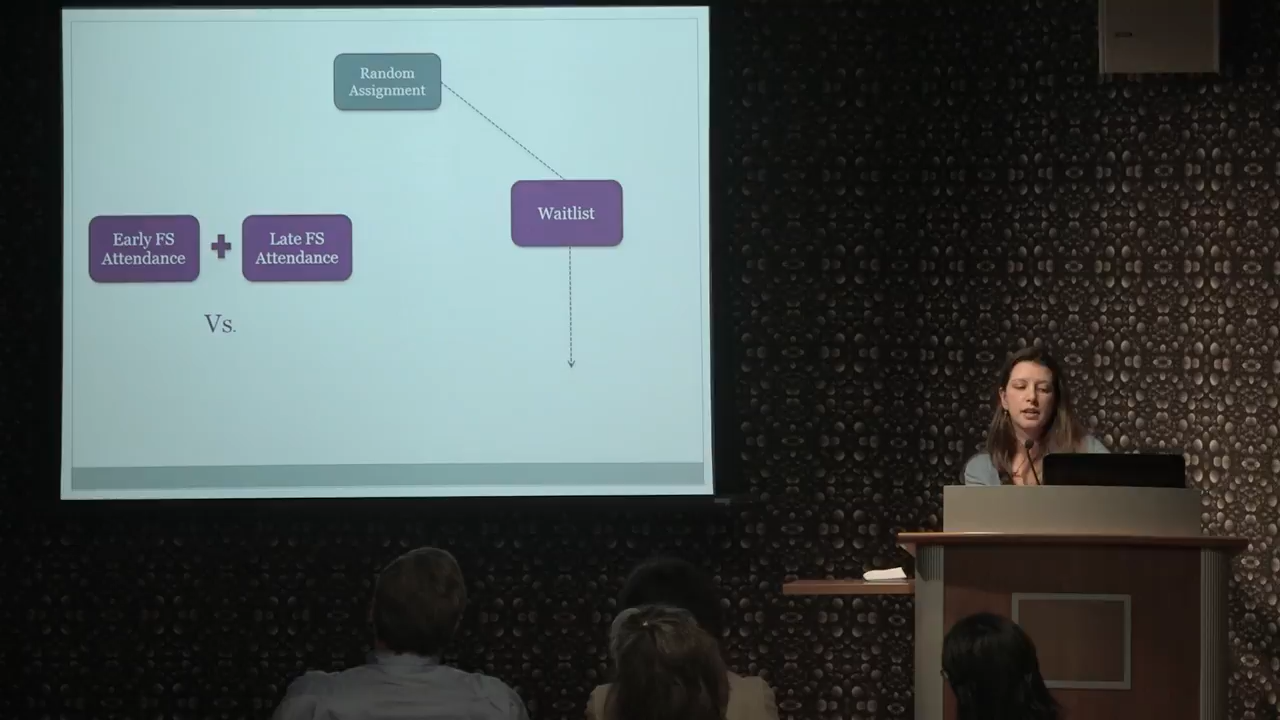 Random
Assignment
Waitlist
Early FS
Attendance
Late FS
Attendance
Vs.